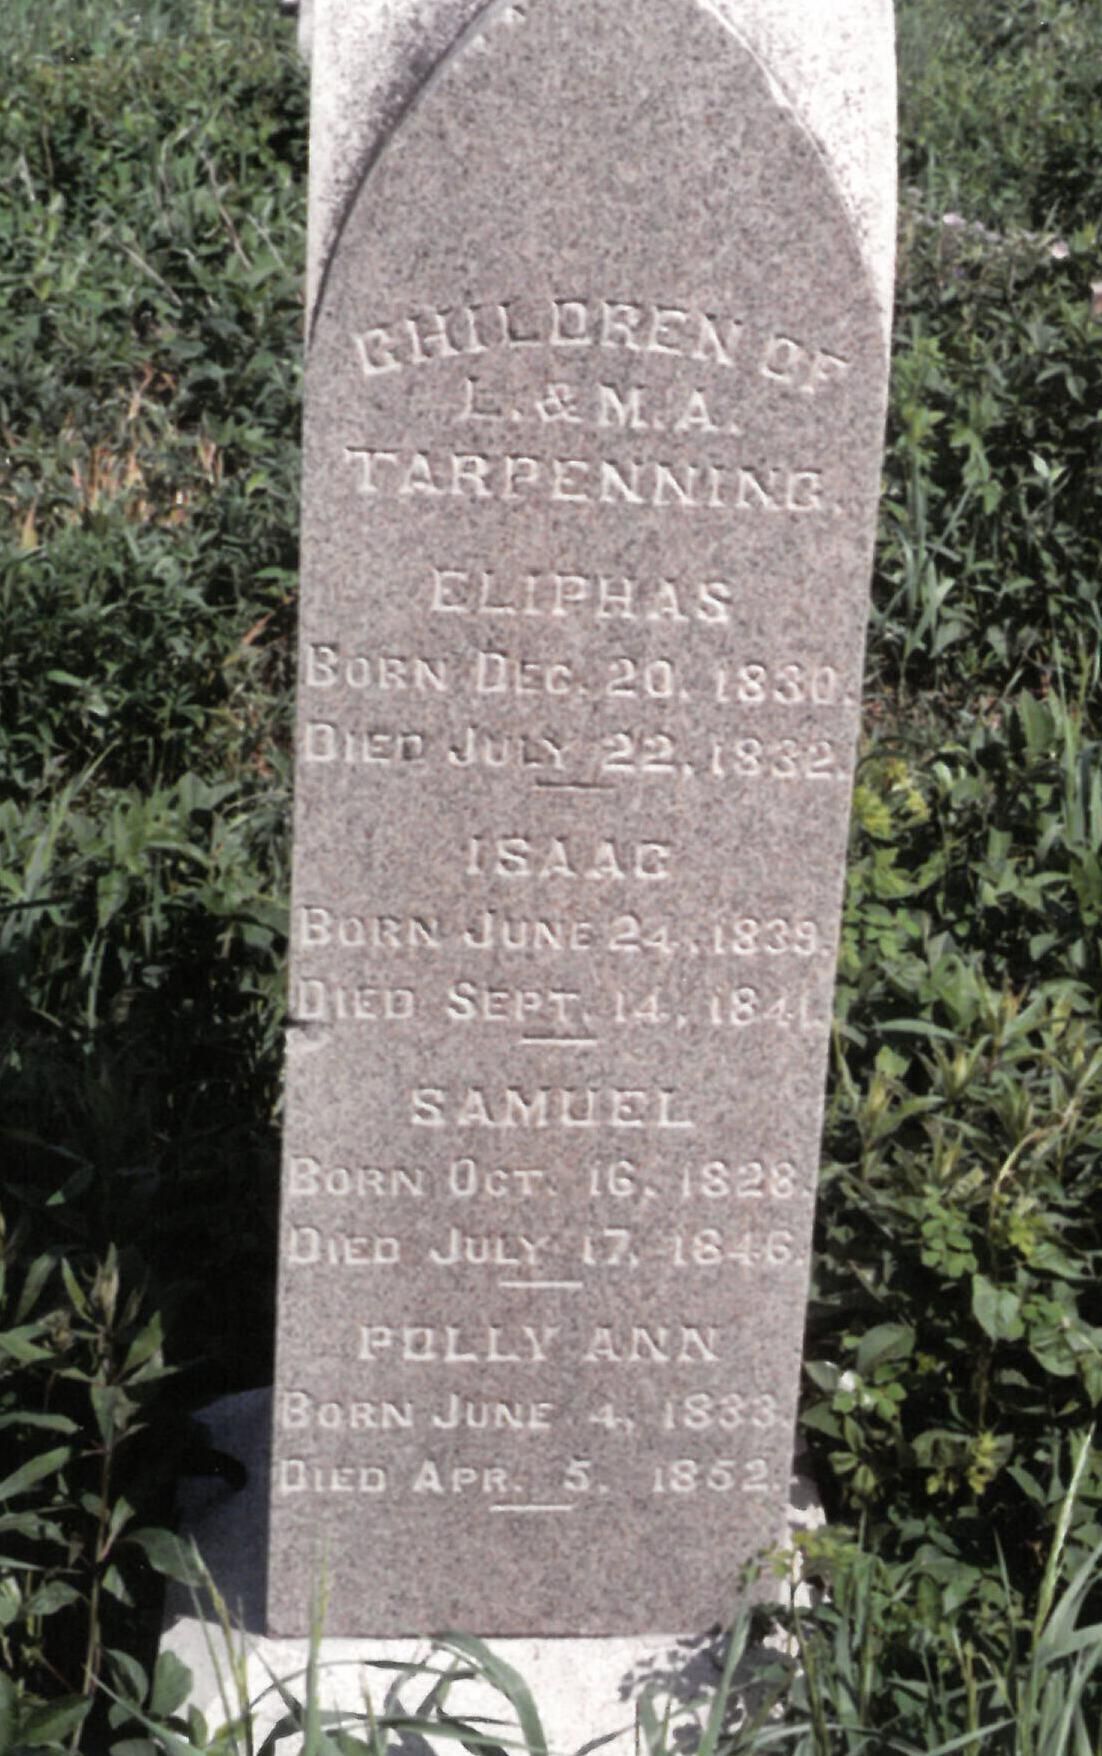 CHILDREN OF
L. & M. A.
TARPENNING.
ELIPHAS
BORN DEC. 20, 1830.
DIED JULY 22, 1832.
ISAAC
BORN JUNE 24, 1839.
DIED SEPT. 14, 1841.
SAMUEL
BORN OCT. 16, 1828.
DIED JULY 17, 1846.
POLLY ANN
BORN JUNE 4, 1833.
DIED APR. 5, 1852.